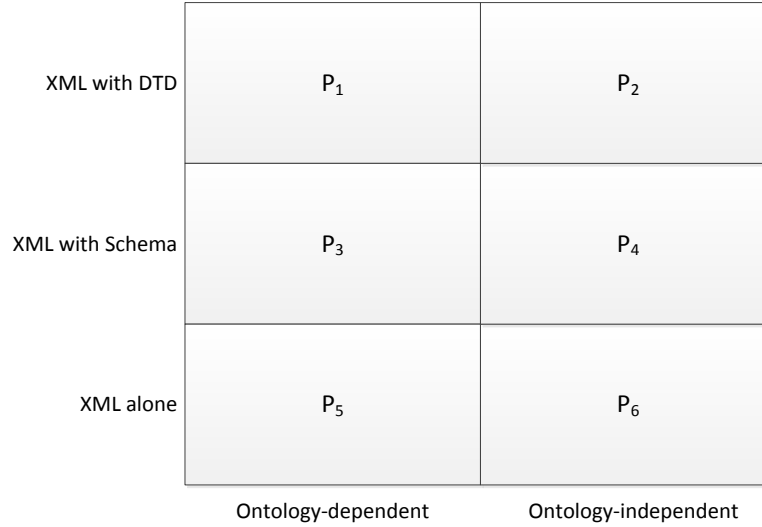 XML with DTD P₁ P₂
XML with Schema P₃ P₄
XML alone P₅ P₆
Ontology-dependent Ontology-independent